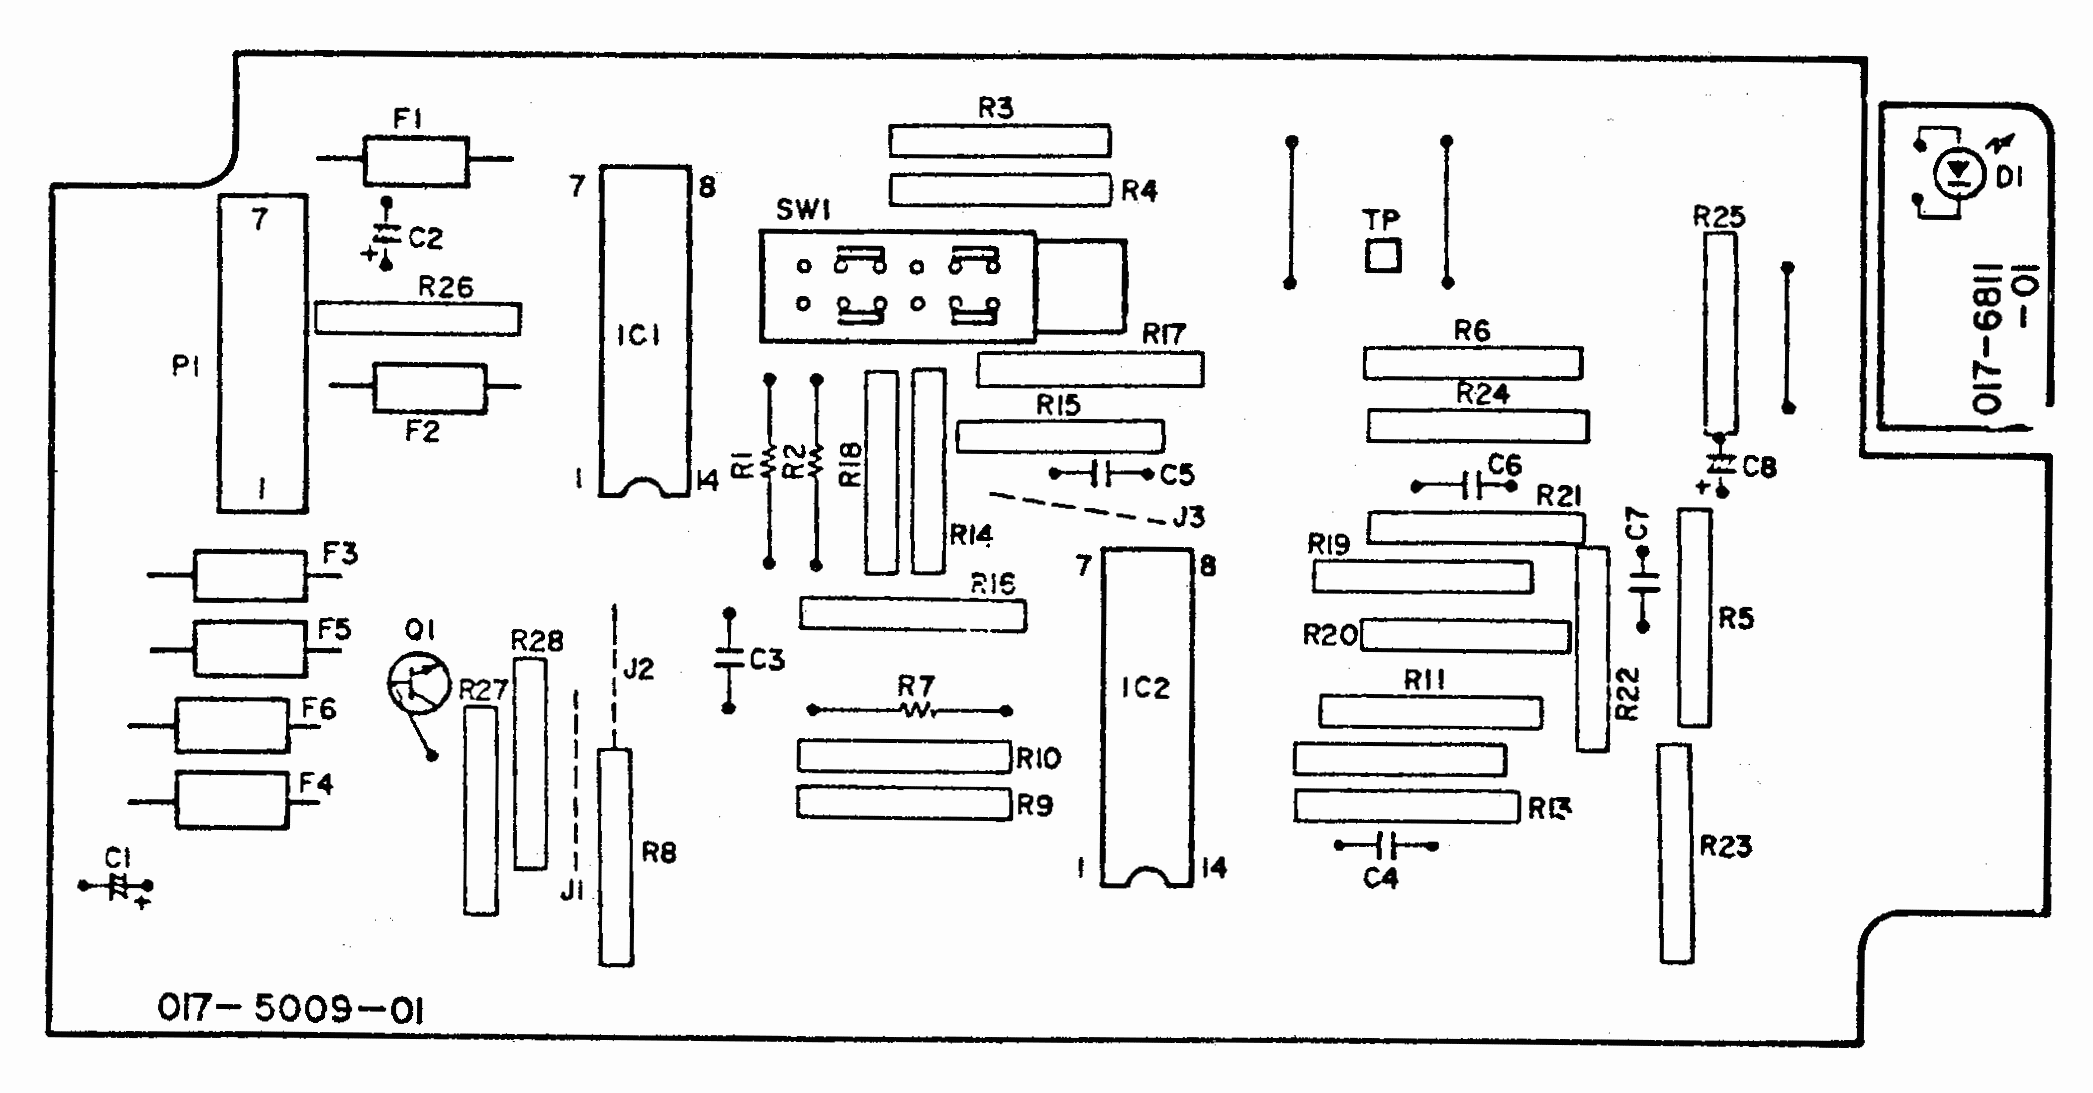 R3
F1
D1
7
8
R4
7
SW1
TP
R25
C2
+
R26
017-6811
-01
IC1
R17
R6
P1
R24
R15
F2
R1
R2
R18
C6
C8
+
C5
1
14
1
R21
J3
C7
R14
R19
F3
7
8
R16
R5
F5
Q1
R20
R28
J2
C3
R11
IC2
R27
R7
R22
F6
R10
F4
R9
R13
R23
R8
C1
+
1
14
C4
J1
017-5009-01